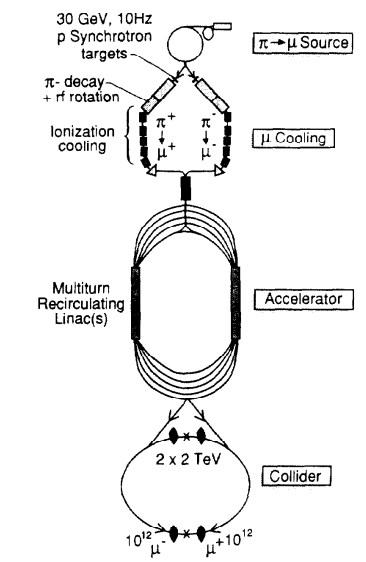 30 GeV, 10Hz
p Synchrotron
targets
π→μ Source
π- decay
+ rf rotation
Ionization
cooling
π+ π-
μ+ μ-
μ Cooling
Multiturn
Recirculating
Linac(s)
Accelerator
2 x 2 TeV
Collider
10¹² μ- μ+10¹²